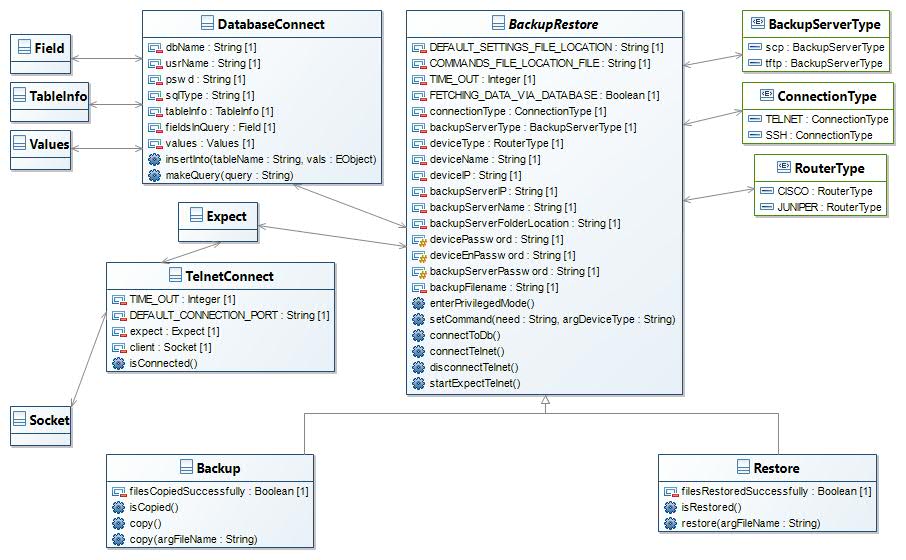 DatabaseConnect
dbName : String [1]
usrName : String [1]
psw d : String [1]
sqlType : String [1]
tableInfo : TableInfo [1]
fieldsInQuery : Field [1]
values : Values [1]
insertInto(tableName : String, vals : EObject)
makeQuery(query : String)
Field
TableInfo
Values
BackupRestore
DEFAULT_SETTINGS_FILE_LOCATION : String [1]
COMMANDS_FILE_LOCATION_FILE : String [1]
TIME_OUT : Integer [1]
FETCHING_DATA_VIA_DATABASE : Boolean [1]
connectionType : ConnectionType [1]
backupServerType : BackupServerType [1]
deviceType : RouterType [1]
deviceName : String [1]
deviceIP : String [1]
backupServerIP : String [1]
backupServerName : String [1]
backupServerFolderLocation : String [1]
devicePassw ord : String [1]
deviceEnPassw ord : String [1]
backupServerPassw ord : String [1]
backupFilename : String [1]
enterPrivilegedMode()
setCommand(need : String, argDeviceType : String)
connectToDb()
connectTelnet()
disconnectTelnet()
startExpectTelnet()
BackupServerType
scp : BackupServerType
tftp : BackupServerType
ConnectionType
TELNET : ConnectionType
SSH : ConnectionType
RouterType
CISCO : RouterType
JUNIPER : RouterType
Expect
TelnetConnect
TIME_OUT : Integer [1]
DEFAULT_CONNECTION_PORT : String [1]
expect : Expect [1]
client : Socket [1]
isConnected()
Socket
Backup
filesCopiedSuccessfully : Boolean [1]
isCopied()
copy()
copy(argFileName : String)
Restore
filesRestoredSuccessfully : Boolean [1]
isRestored()
restore(argFileName : String)